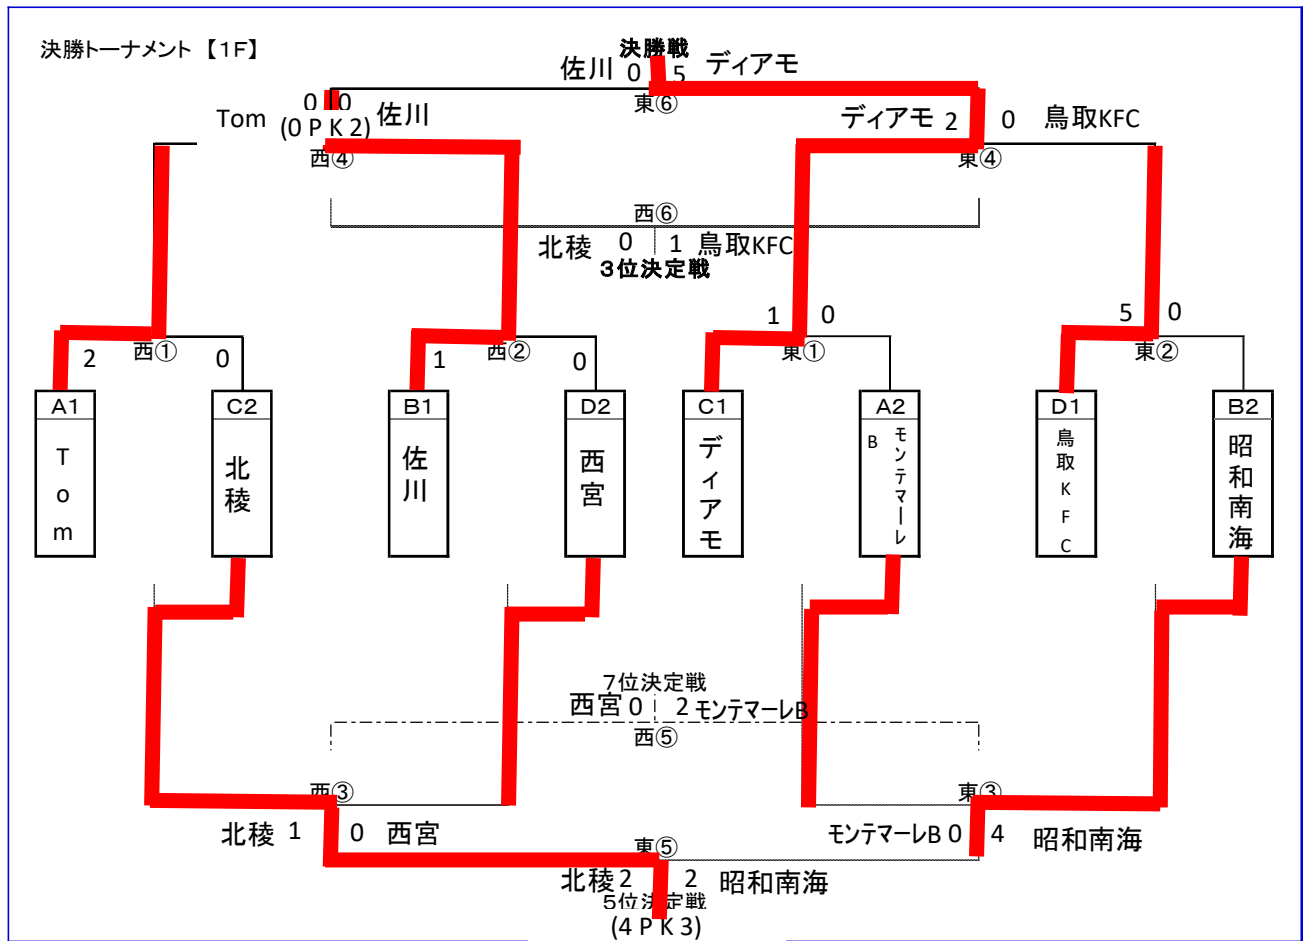 決勝トーナメント 【1F】
決勝戦
佐川 0 5 ディアモ
東⑥
0 0
Tom (0 P K 2) 佐川
ディアモ 2 0 鳥取KFC
西④
東④
西⑥
北稜 0 1 鳥取KFC
3位決定戦
2 西① 0
1 西② 0
1 東① 0
5 東② 0
A1 C2 B1 D2 C1 A2 D1 B2
Tom
北稜
佐川
西宮
ディアモ
モンテマーレB
鳥取KFC
昭和南海
7位決定戦
西宮 0 2 モンテマーレB
西⑤
西③
東③
北稜 1 0 西宮
モンテマーレB 0 4 昭和南海
東⑤
北稜 2 2 昭和南海
5位決定戦
(4 P K 3)